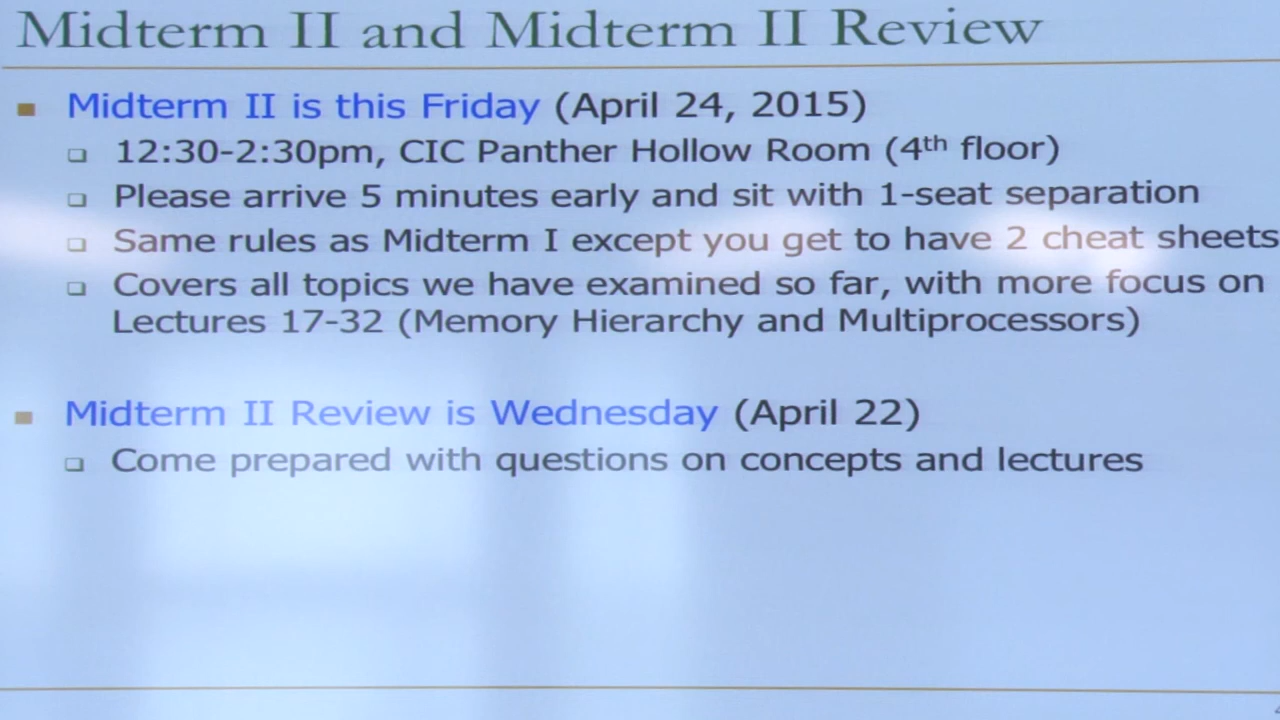 Midterm II and Midterm II Review
Midterm II is this Friday (April 24, 2015)
12:30-2:30pm, CIC Panther Hollow Room (4th floor)
Please arrive 5 minutes early and sit with 1-seat separation
Same rules as Midterm I except you get to have 2 cheat sheets
Covers all topics we have examined so far, with more focus on
Lectures 17-32 (Memory Hierarchy and Multiprocessors)
Midterm II Review is Wednesday (April 22)
Come prepared with questions on concepts and lectures